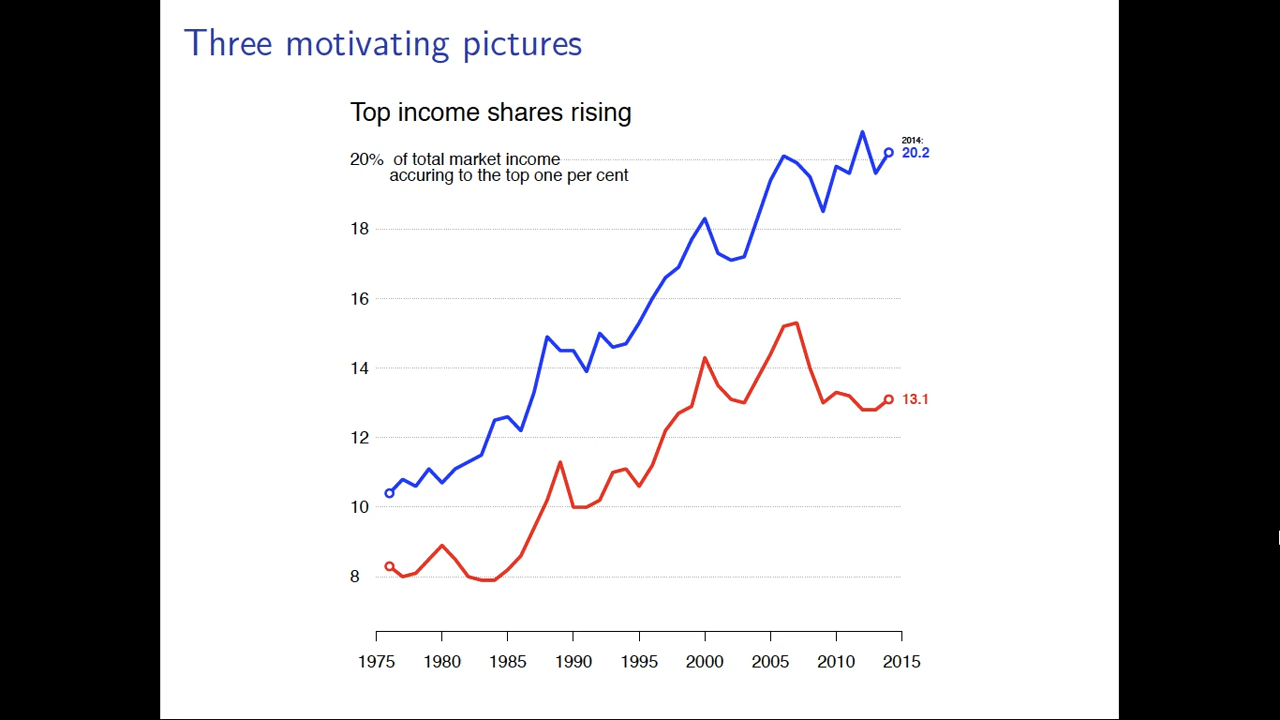 Three motivating pictures
Top income shares rising
20% of total market income
accuring to the top one per cent
2014:
20.2
18
16
14
13.1
12
10
8
1975 1980 1985 1990 1995 2000 2005 2010 2015